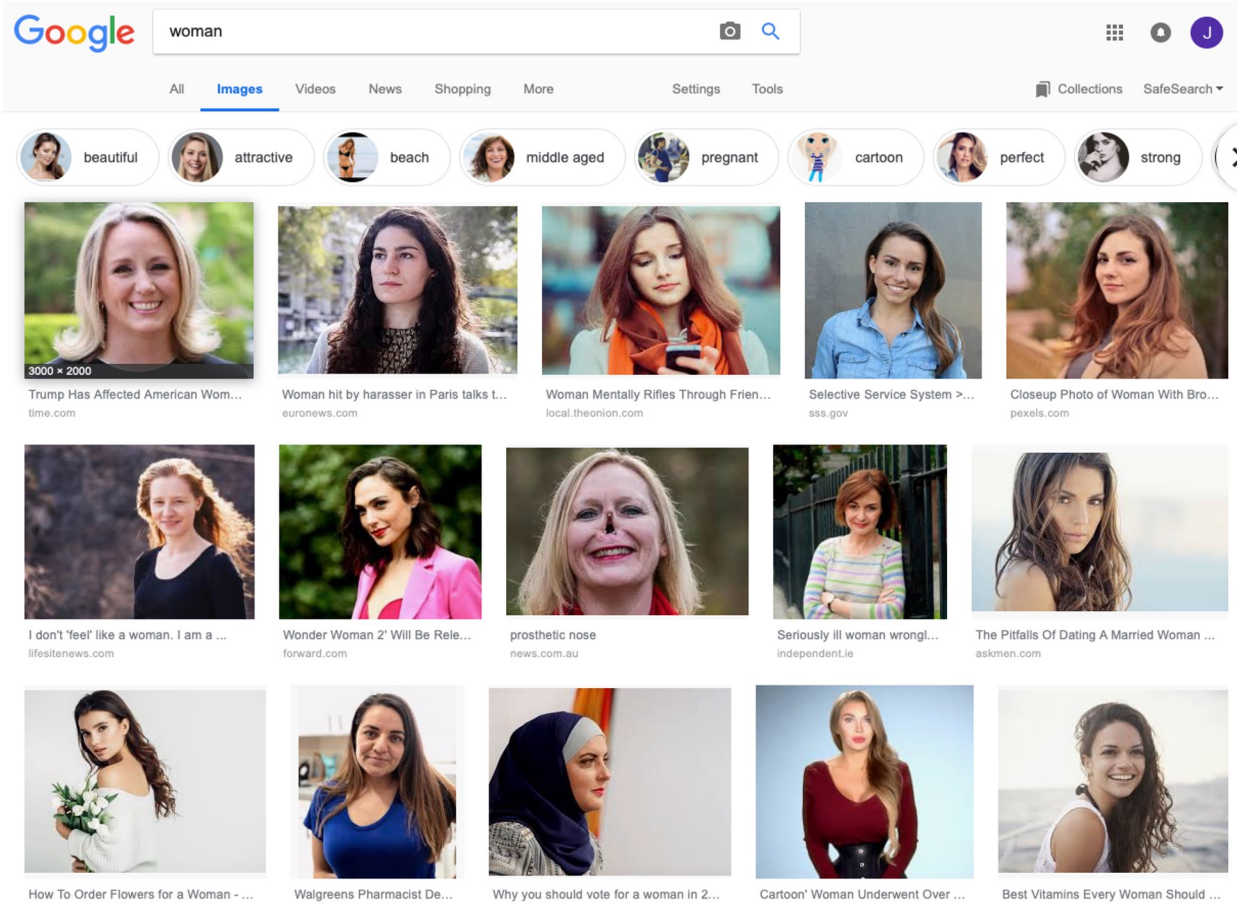 Google
woman
J
All Images Videos News Shopping More Settings Tools Collections SafeSearch
beautiful attractive beach middle aged pregnant cartoon perfect strong
3000 × 2000
Trump Has Affected American Wom... Woman hit by harasser in Paris talks t... Woman Mentally Rifles Through Frien... Selective Service System >... Closeup Photo of Woman With Bro...
time.com euronews.com local.theonion.com sss.gov pexels.com
I don't 'feel' like a woman. I am a ... Wonder Woman 2' Will Be Rele... prosthetic nose Seriously ill woman wrongl... The Pitfalls Of Dating A Married Woman ...
lifesitenews.com forward.com news.com.au independent.ie askmen.com
How To Order Flowers for a Woman - ... Walgreens Pharmacist De... Why you should vote for a woman in 2... Cartoon' Woman Underwent Over ... Best Vitamins Every Woman Should ...